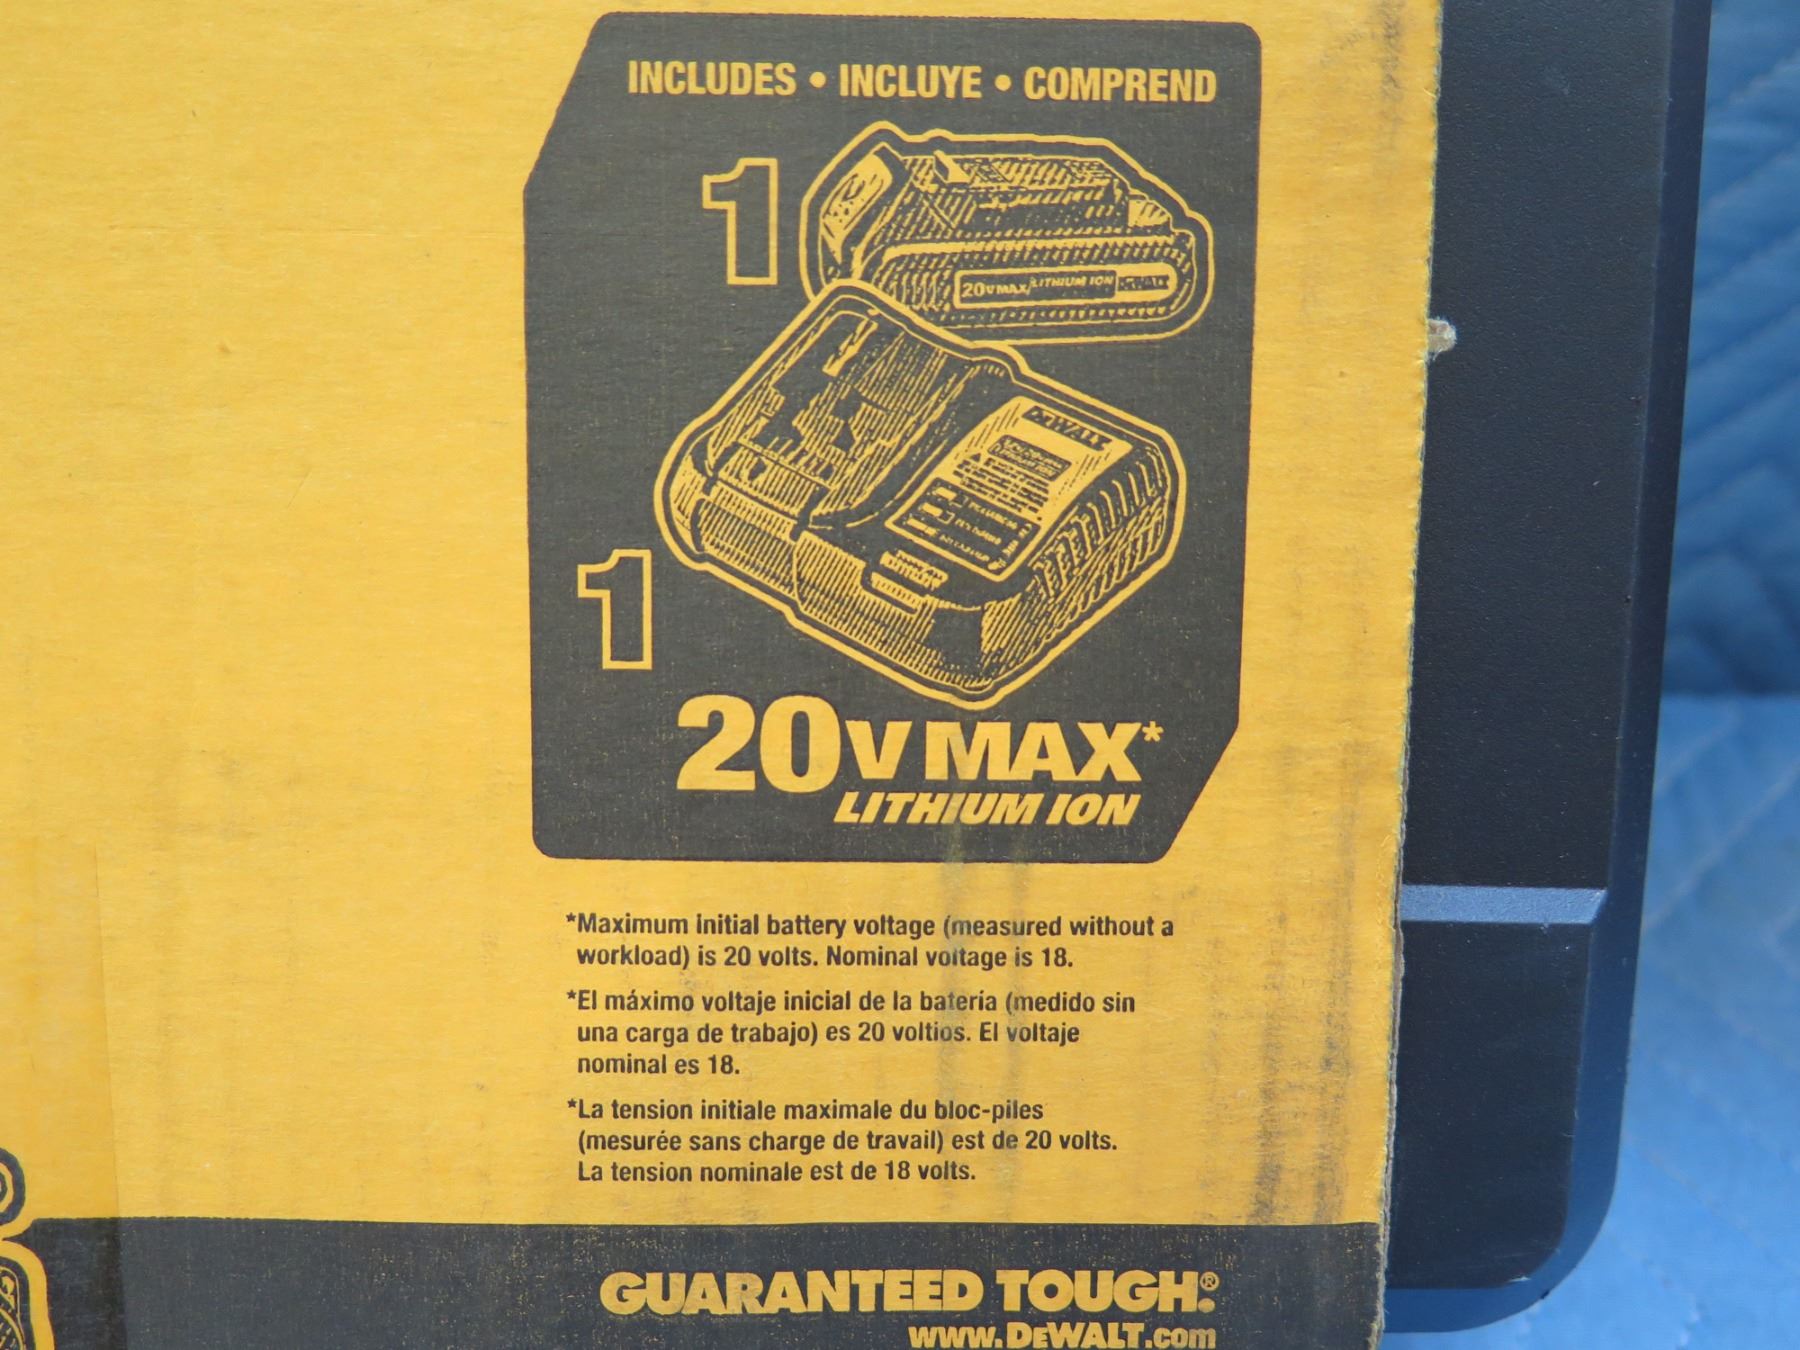 INCLUDES • INCLUYE • COMPREND
1
20V MAX/LITHIUM ION DEWALT
DEWALT
1
20V MAX*
LITHIUM ION
*Maximum initial battery voltage (measured without a
workload) is 20 volts. Nominal voltage is 18.
*El máximo voltaje inicial de la batería (medido sin
una carga de trabajo) es 20 voltios. El voltaje
nominal es 18.
*La tension initiale maximale du bloc-piles
(mesurée sans charge de travail) est de 20 volts.
La tension nominale est de 18 volts.
GUARANTEED TOUGH.®
www.DEWALT.com